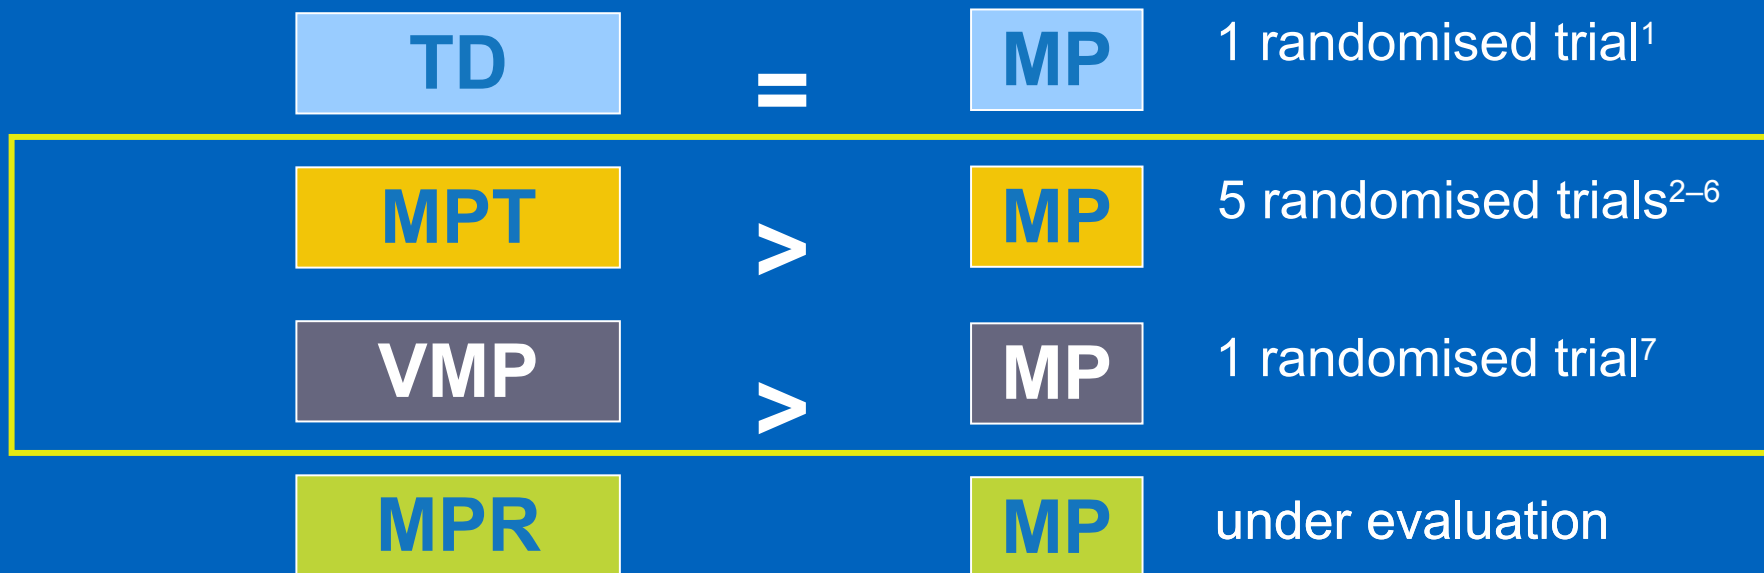 TD = MP 1 randomised trial¹
MPT > MP 5 randomised trials²⁻⁶
VMP > MP 1 randomised trial⁷
MPR MP under evaluation